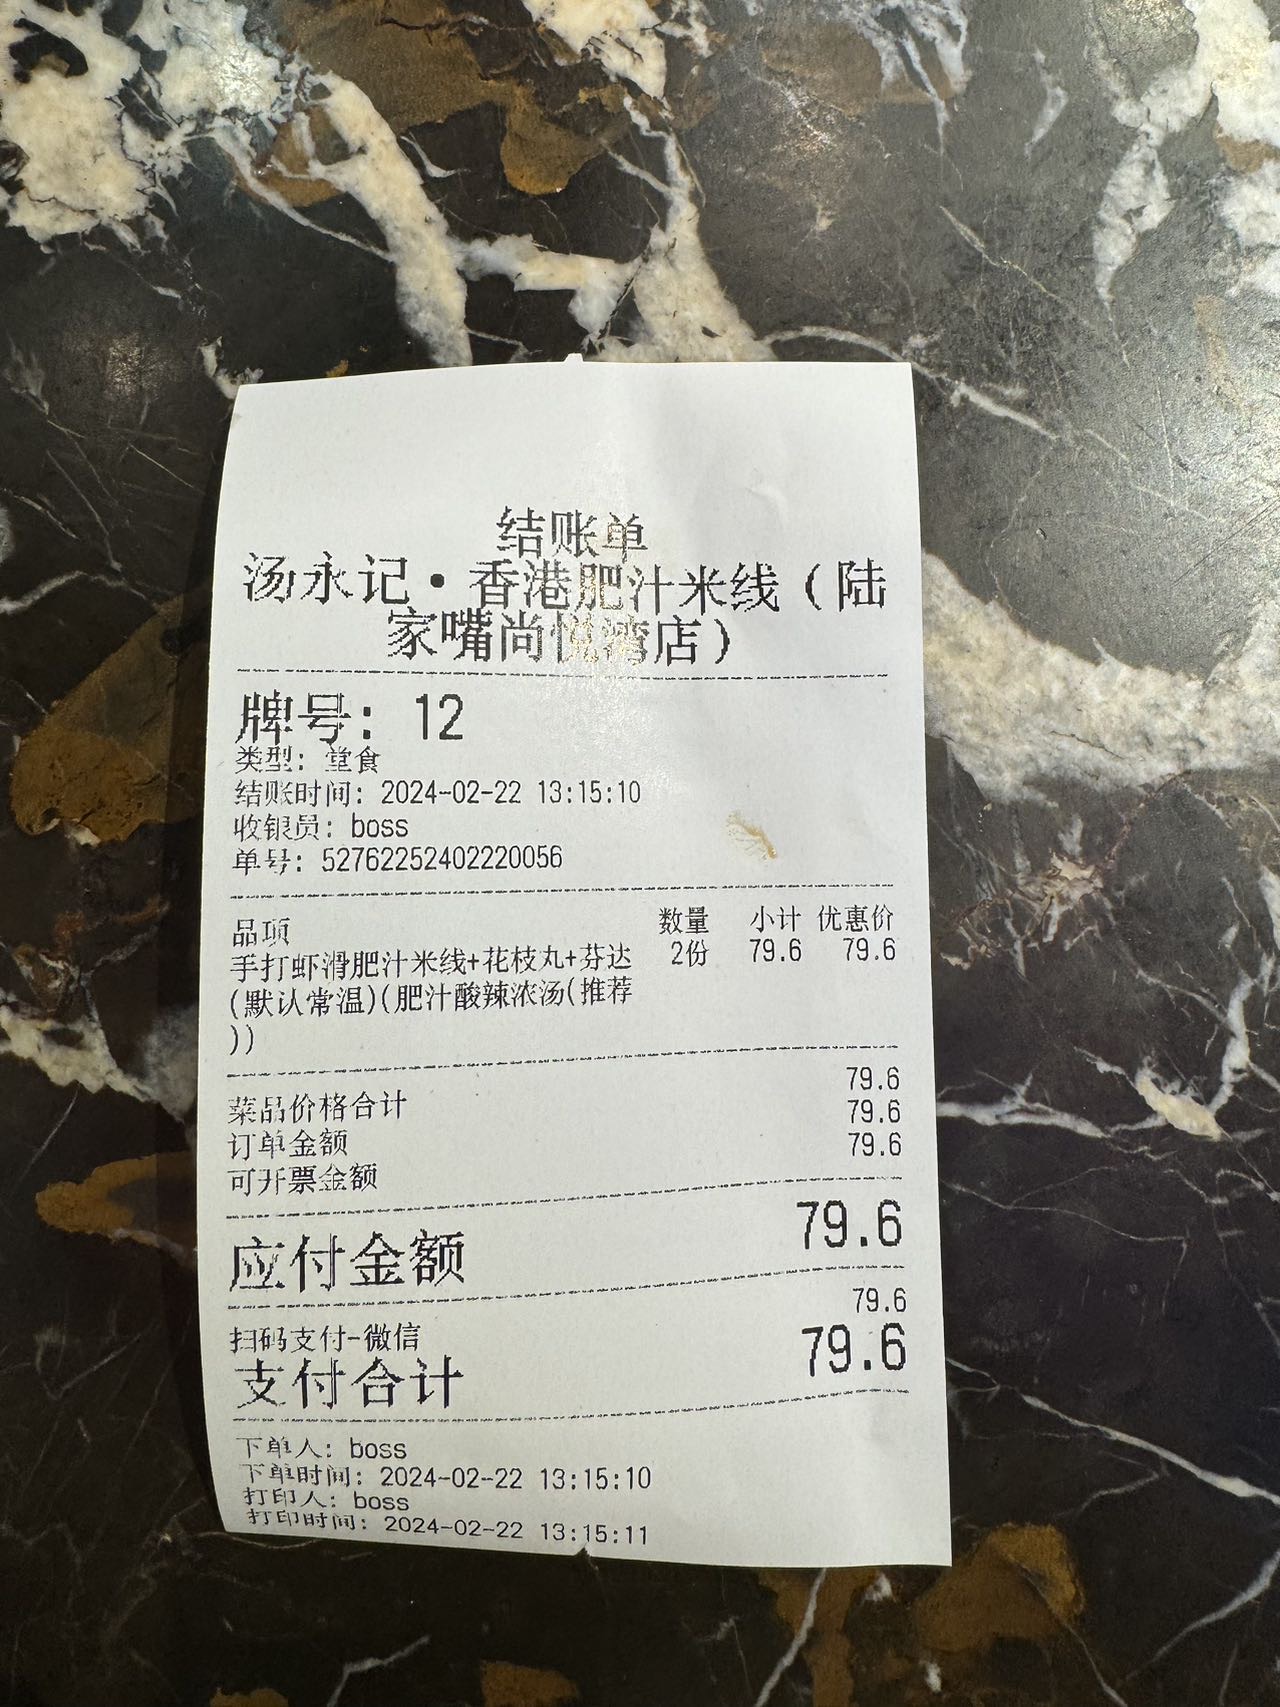 结账单
汤永记·香港肥汁米线(陆
家嘴尚悦湾店)
牌号: 12
类型: 堂食
结账时间: 2024-02-22 13:15:10
收银员: boss
单号: 52762252402220056
品项 数量 小计 优惠价
手打虾滑肥汁米线+花枝丸+芬达 2份 79.6 79.6
(默认常温)(肥汁酸辣浓汤(推荐
))
菜品价格合计 79.6
订单金额 79.6
可开票金额 79.6
应付金额 79.6
扫码支付-微信 79.6
支付合计 79.6
下单人: boss
下单时间: 2024-02-22 13:15:10
打印人: boss
打印时间: 2024-02-22 13:15:11